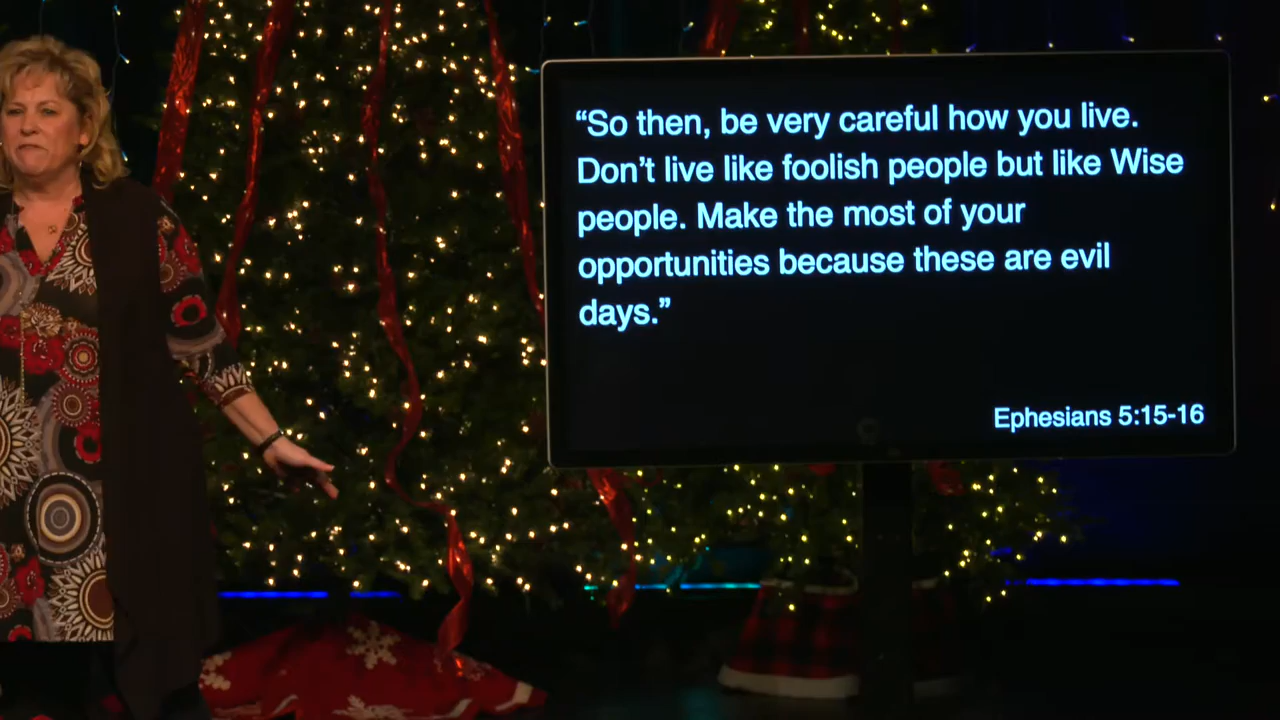 “So then, be very careful how you live.
Don’t live like foolish people but like Wise
people. Make the most of your
opportunities because these are evil
days.”
Ephesians 5:15-16